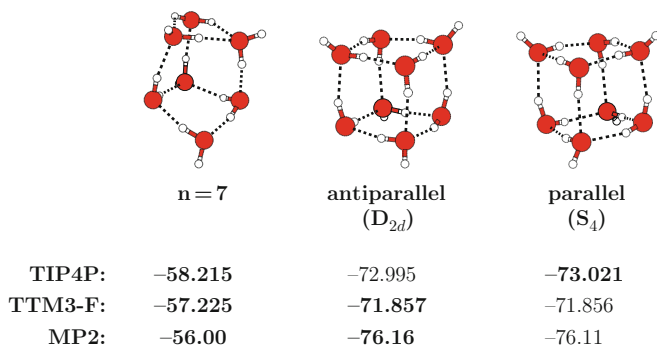 n = 7 antiparallel parallel
(D2d) (S4)
TIP4P: –58.215 –72.995 –73.021
TTM3-F: –57.225 –71.857 –71.856
MP2: –56.00 –76.16 –76.11